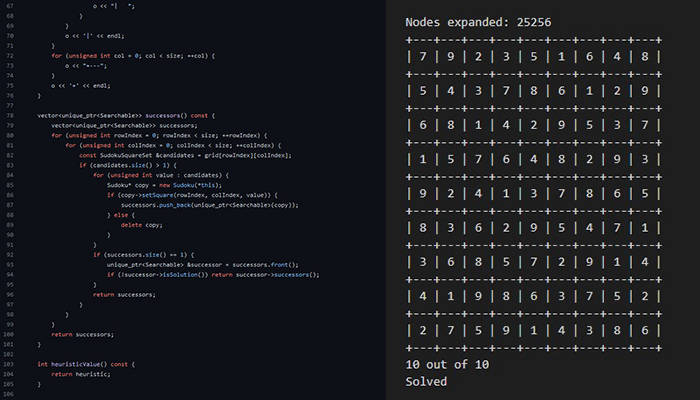 67 o << "|   ";
68 }
69 }
70 o << '|' << endl;
71 }
72 for (unsigned int col = 0; col < size; ++col) {
73 o << "+---";
74 }
75 o << '+' << endl;
76 }
77
78 vector<unique_ptr<Searchable>> successors() const {
79 vector<unique_ptr<Searchable>> successors;
80 for (unsigned int rowIndex = 0; rowIndex < size; ++rowIndex) {
81 for (unsigned int colIndex = 0; colIndex < size; ++colIndex) {
82 const SudokuSquareSet &candidates = grid[rowIndex][colIndex];
83 if (candidates.size() > 1) {
84 for (unsigned int value : candidates) {
85 Sudoku* copy = new Sudoku(*this);
86 if (copy->setSquare(rowIndex, colIndex, value)) {
87 successors.push_back(unique_ptr<Searchable>(copy));
88 } else {
89 delete copy;
90 }
91 }
92 if (successors.size() == 1) {
93 unique_ptr<Searchable> &successor = successors.front();
94 if (!successor->isSolution()) return successor->successors();
95 }
96 return successors;
97 }
98 }
99 }
100 return successors;
101 }
102
103 int heuristicValue() const {
104 return heuristic;
105 }
106
Nodes expanded: 25256
+---+---+---+---+---+---+---+---+---+
| 7 | 9 | 2 | 3 | 5 | 1 | 6 | 4 | 8 |
+---+---+---+---+---+---+---+---+---+
| 5 | 4 | 3 | 7 | 8 | 6 | 1 | 2 | 9 |
+---+---+---+---+---+---+---+---+---+
| 6 | 8 | 1 | 4 | 2 | 9 | 5 | 3 | 7 |
+---+---+---+---+---+---+---+---+---+
| 1 | 5 | 7 | 6 | 4 | 8 | 2 | 9 | 3 |
+---+---+---+---+---+---+---+---+---+
| 9 | 2 | 4 | 1 | 3 | 7 | 8 | 6 | 5 |
+---+---+---+---+---+---+---+---+---+
| 8 | 3 | 6 | 2 | 9 | 5 | 4 | 7 | 1 |
+---+---+---+---+---+---+---+---+---+
| 3 | 6 | 8 | 5 | 7 | 2 | 9 | 1 | 4 |
+---+---+---+---+---+---+---+---+---+
| 4 | 1 | 9 | 8 | 6 | 3 | 7 | 5 | 2 |
+---+---+---+---+---+---+---+---+---+
| 2 | 7 | 5 | 9 | 1 | 4 | 3 | 8 | 6 |
+---+---+---+---+---+---+---+---+---+
10 out of 10
Solved